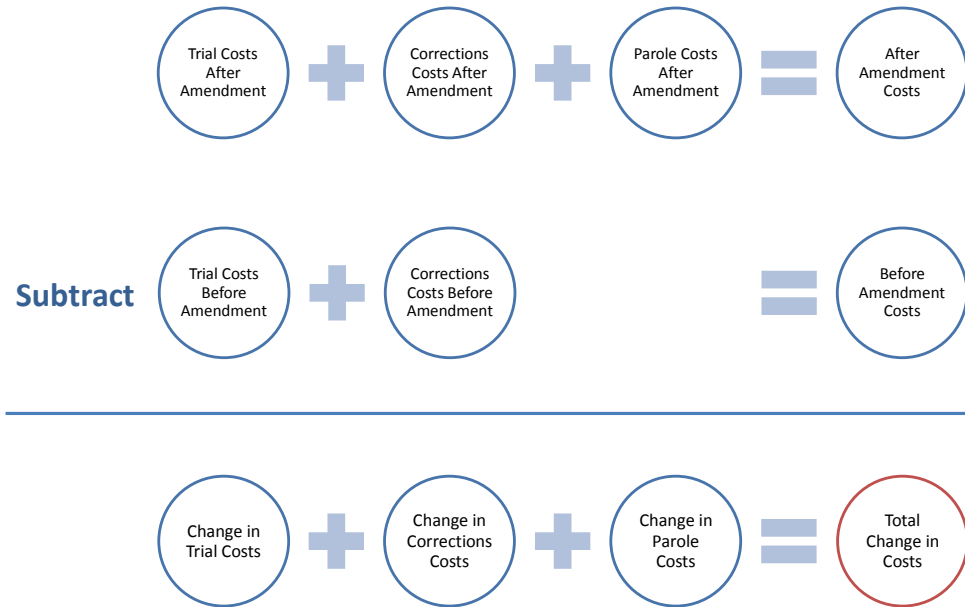 Trial Costs
After
Amendment
Corrections
Costs After
Amendment
Parole Costs
After
Amendment
After
Amendment
Costs
Subtract
Trial Costs
Before
Amendment
Corrections
Costs Before
Amendment
Before
Amendment
Costs
Change in
Trial Costs
Change in
Corrections
Costs
Change in
Parole
Costs
Total
Change in
Costs